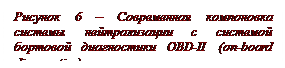 Рисунок 6 – Современная компоновка
системы нейтрализации с системой
бортовой диагностики OBD-II (on-board